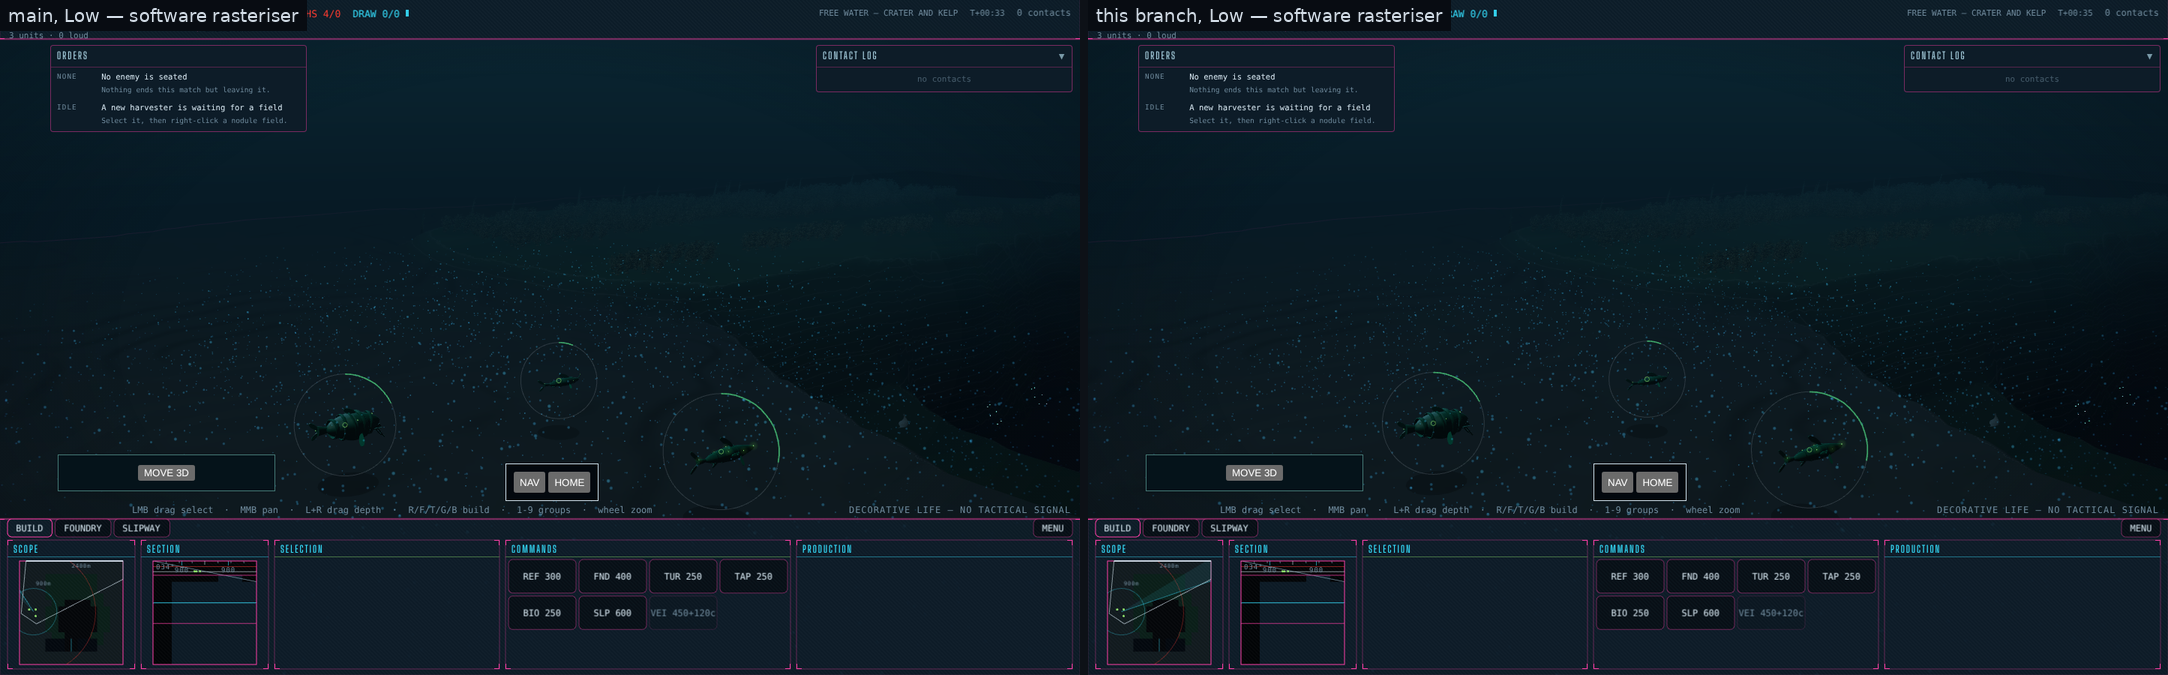 main, Low — software rasteriser
HS 4/0 DRAW 0/0
FREE WATER — CRATER AND KELP T+00:33 0 contacts
3 units · 0 loud
ORDERS
NONE No enemy is seated
Nothing ends this match but leaving it.
IDLE A new harvester is waiting for a field
Select it, then right-click a nodule field.
CONTACT LOG ▼
no contacts
MOVE 3D
NAV HOME
LMB drag select · MMB pan · L+R drag depth · R/F/T/G/B build · 1-9 groups · wheel zoom
DECORATIVE LIFE — NO TACTICAL SIGNAL
BUILD FOUNDRY SLIPWAY MENU
SCOPE SECTION SELECTION COMMANDS PRODUCTION
2400m
900m
034° 900 900
REF 300 FND 400 TUR 250 TAP 250
BIO 250 SLP 600 VEI 450+120c
this branch, Low — software rasteriser
AW 0/0
FREE WATER — CRATER AND KELP T+00:35 0 contacts
3 units · 0 loud
ORDERS
NONE No enemy is seated
Nothing ends this match but leaving it.
IDLE A new harvester is waiting for a field
Select it, then right-click a nodule field.
CONTACT LOG ▼
no contacts
MOVE 3D
NAV HOME
LMB drag select · MMB pan · L+R drag depth · R/F/T/G/B build · 1-9 groups · wheel zoom
DECORATIVE LIFE — NO TACTICAL SIGNAL
BUILD FOUNDRY SLIPWAY MENU
SCOPE SECTION SELECTION COMMANDS PRODUCTION
2400m
900m
034° 900 900
REF 300 FND 400 TUR 250 TAP 250
BIO 250 SLP 600 VEI 450+120c